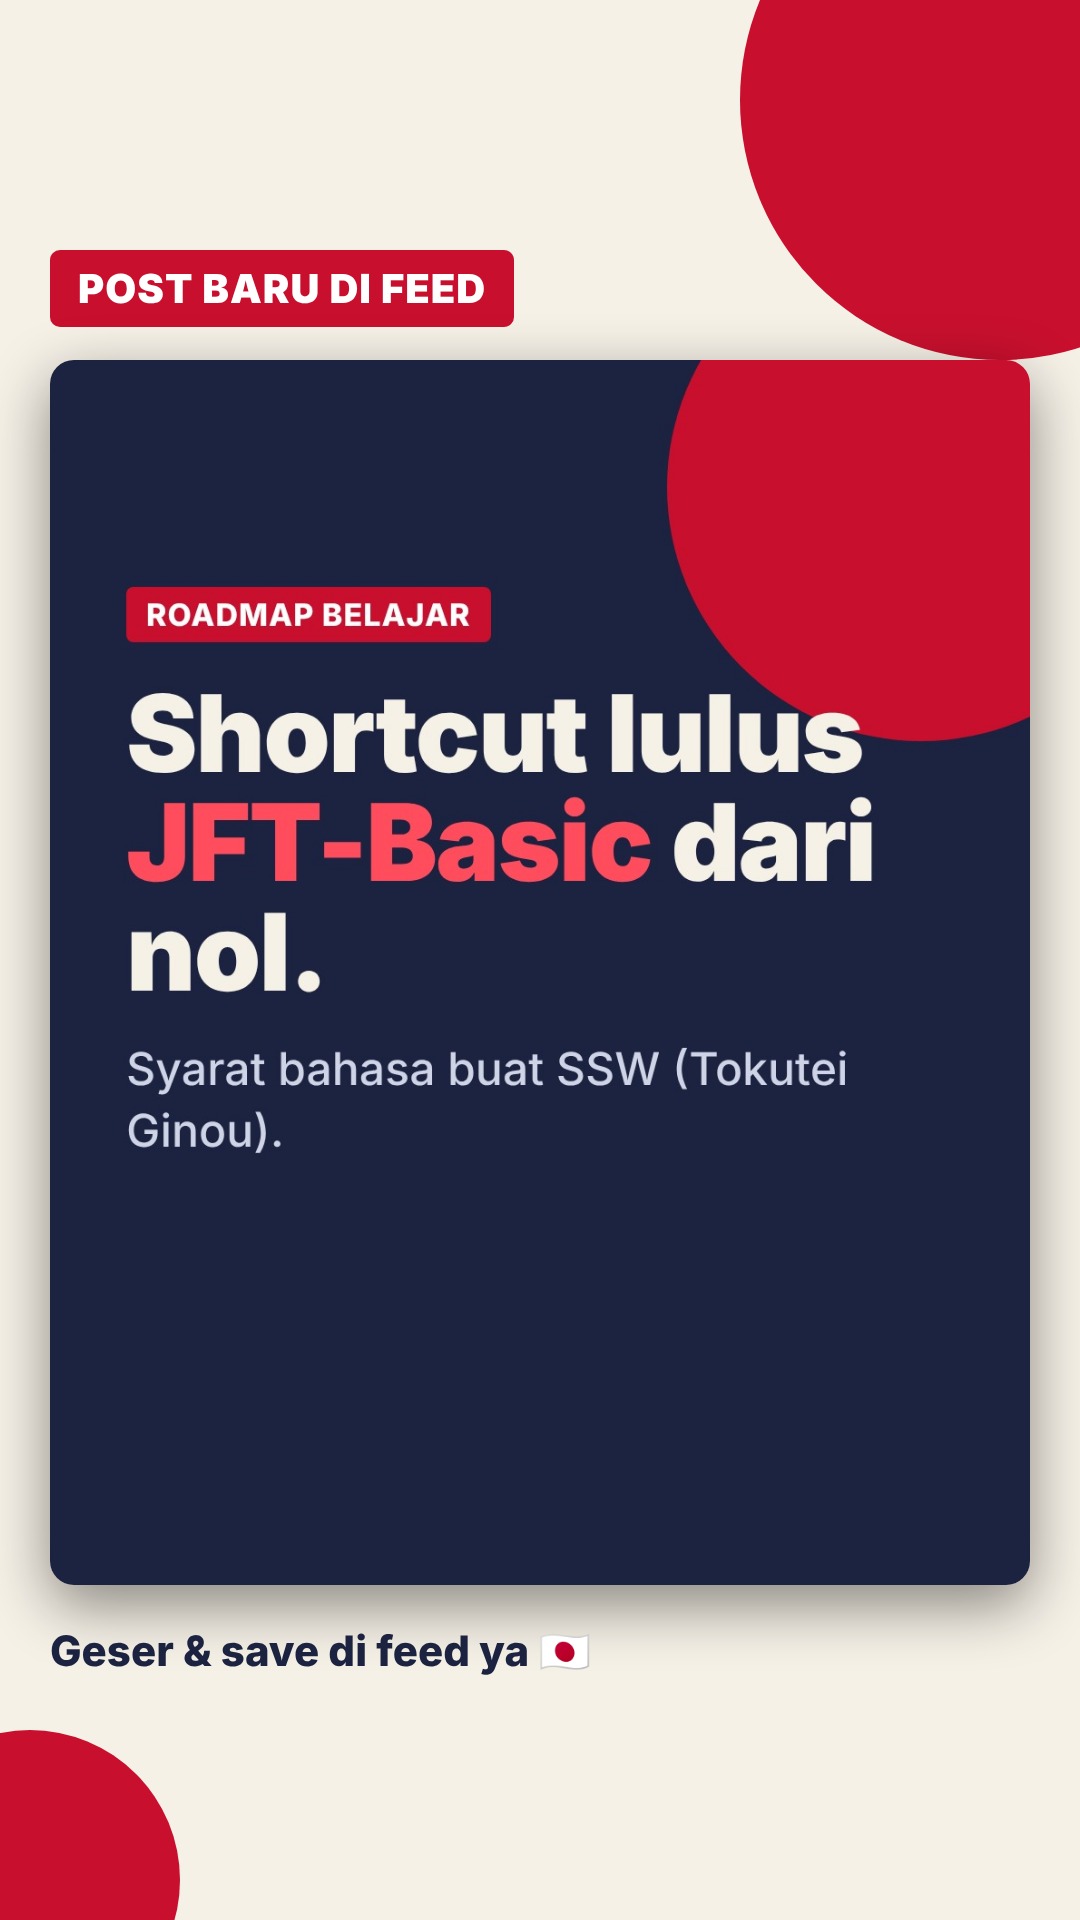 POST BARU DI FEED
ROADMAP BELAJAR
Shortcut lulus
JFT-Basic dari
nol.
Syarat bahasa buat SSW (Tokutei
Ginou).
Geser & save di feed ya 🇯🇵